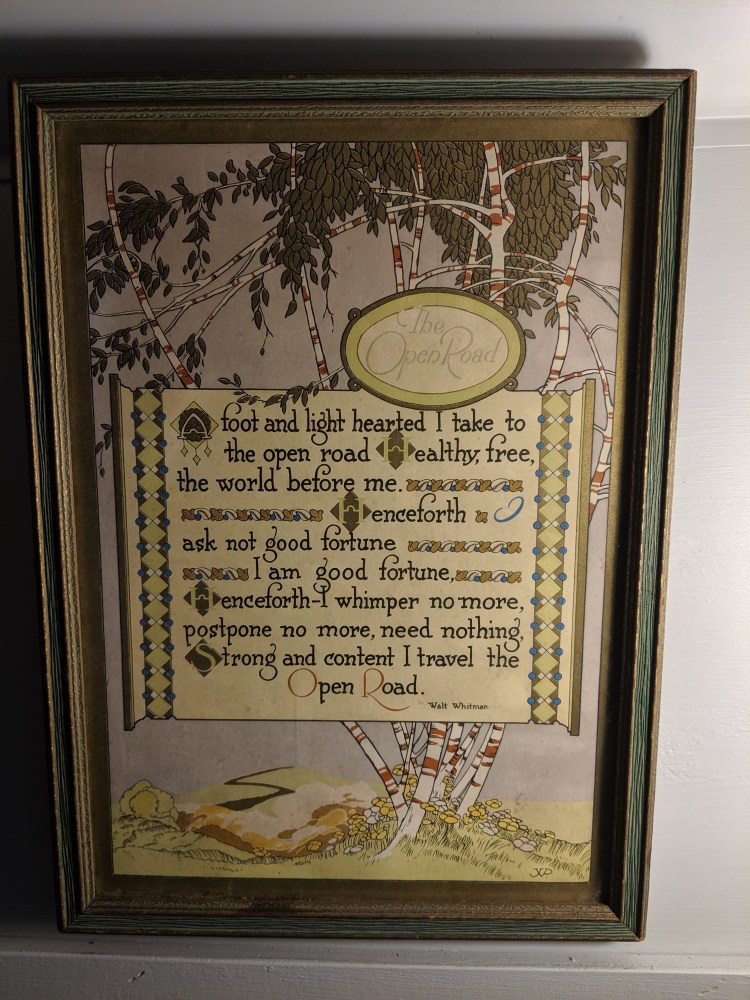 The
Open Road
A foot and light hearted I take to
the open road Healthy, free,
the world before me.
Henceforth I
ask not good fortune
I am good fortune,
Henceforth-I whimper no more,
postpone no more, need nothing,
Strong and content I travel the
Open Road.
Walt Whitman